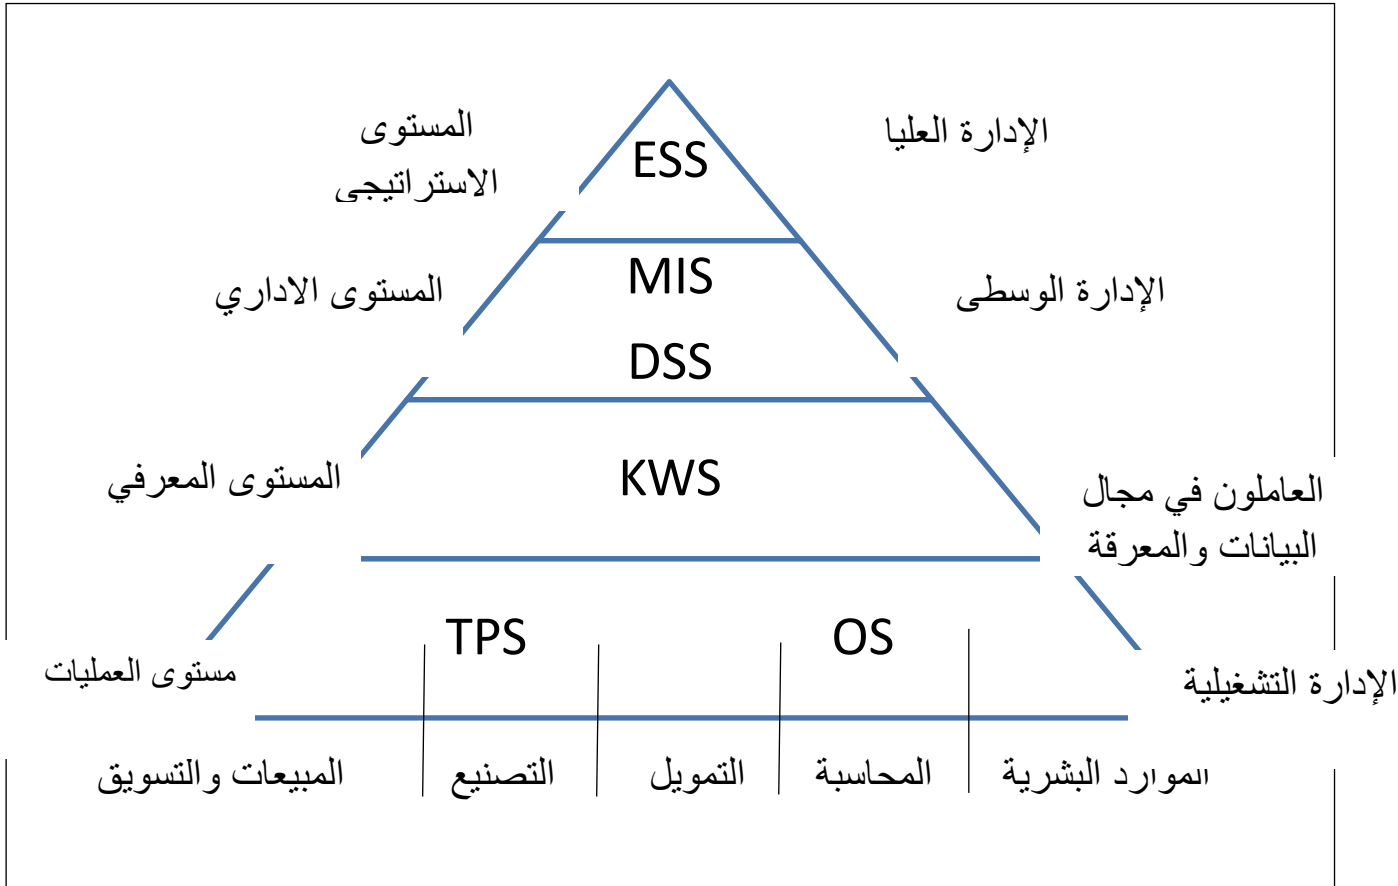 الإدارة العليا
ESS
المستوى
الاستراتيجي
الإدارة الوسطى
MIS
المستوى الاداري
DSS
العاملون في مجال
البيانات والمعرقة
KWS
المستوى المعرفي
TPS
OS
الإدارة التشغيلية
مستوى العمليات
المبيعات والتسويق
التصنيع
التمويل
المحاسبة
الموارد البشرية